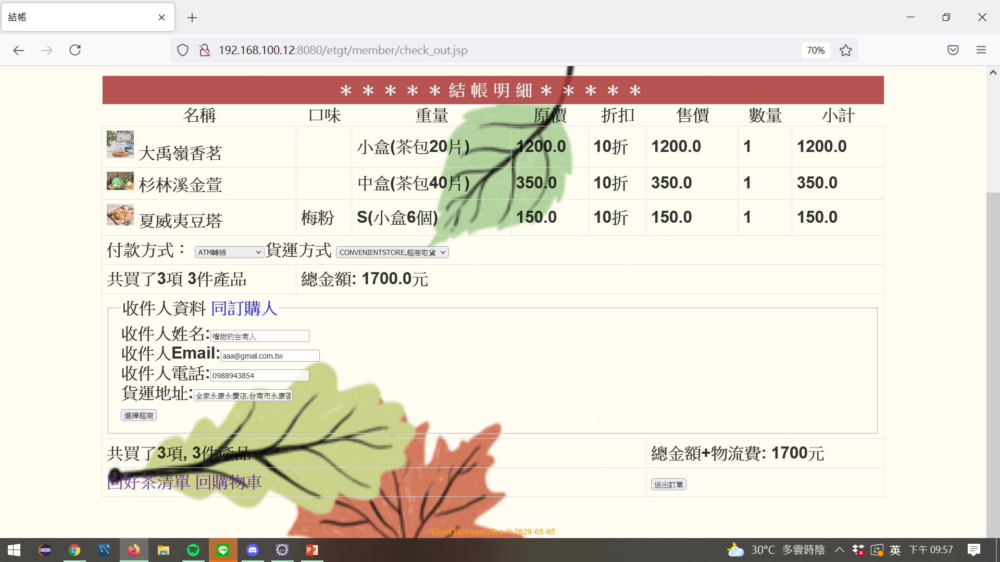 結帳
192.168.100.12:8080/etgt/member/check_out.jsp
70%
＊＊＊＊＊結帳明細＊＊＊＊＊
名稱 口味 重量 原價 折扣 售價 數量 小計
大禹嶺香茗 小盒(茶包20片) 1200.0 10折 1200.0 1 1200.0
杉林溪金萱 中盒(茶包40片) 350.0 10折 350.0 1 350.0
夏威夷豆塔 梅粉 S(小盒6個) 150.0 10折 150.0 1 150.0
付款方式： ATM轉帳 貨運方式 CONVENIENTSTORE,超商取貨
共買了3項 3件產品 總金額: 1700.0元
收件人資料 同訂購人
收件人姓名:嗜甜的台南人
收件人Email:aaa@gmail.com.tw
收件人電話:0988943854
貨運地址:全家永康永慶店,台南市永康區
選擇超商
共買了3項, 3件產品 總金額+物流費: 1700元
回好茶清單 回購物車 送出訂單
GoodTaiwanessTea © 2020-05-05
30°C 多雲時陰 英 下午 09:57